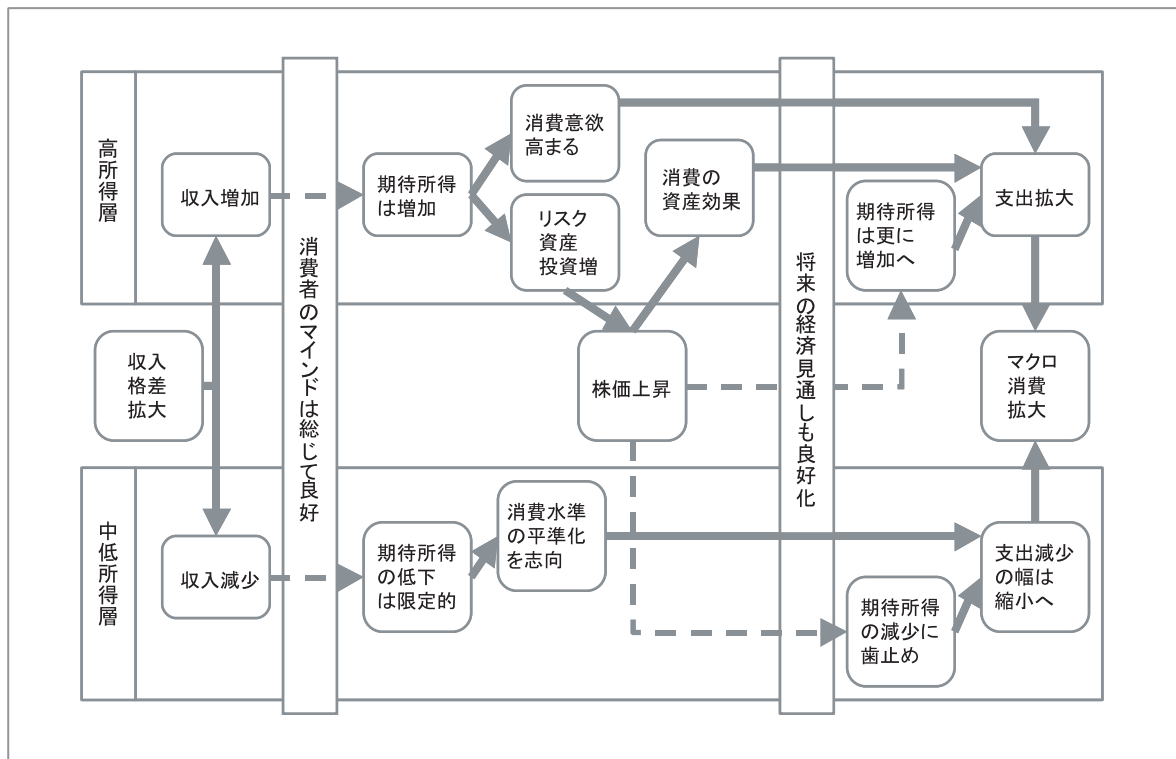 高所得層
収入増加
期待所得
は増加
消費意欲
高まる
リスク
資産
投資増
消費の
資産効果
期待所得
は更に
増加へ
支出拡大
消費者のマインドは総じて良好
将来の経済見通しも良好化
収入
格差
拡大
株価上昇
マクロ
消費
拡大
中低所得層
収入減少
期待所得
の低下
は限定的
消費水準
の平準化
を志向
期待所得
の減少に
歯止め
支出減少
の幅は
縮小へ